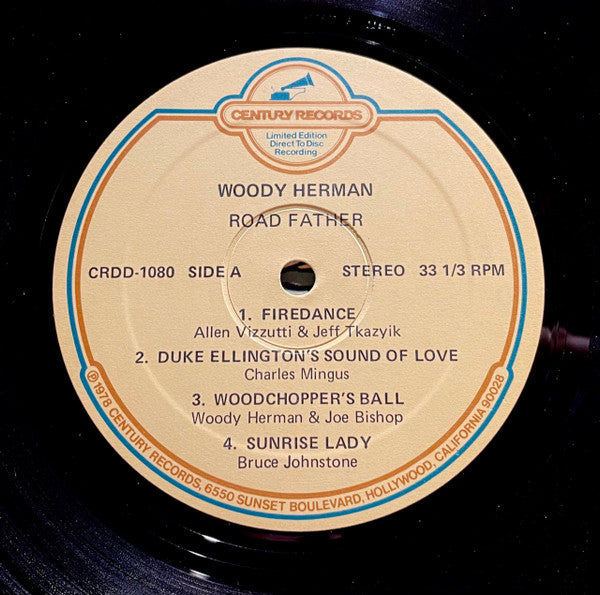 CENTURY RECORDS
Limited Edition
Direct To Disc
Recording
WOODY HERMAN
ROAD FATHER
CRDD-1080 SIDE A STEREO 33 1/3 RPM
1. FIREDANCE
Allen Vizzutti & Jeff Tkazyik
2. DUKE ELLINGTON'S SOUND OF LOVE
Charles Mingus
3. WOODCHOPPER'S BALL
Woody Herman & Joe Bishop
4. SUNRISE LADY
Bruce Johnstone
℗ 1978 CENTURY RECORDS, 6550 SUNSET BOULEVARD, HOLLYWOOD, CALIFORNIA 90028